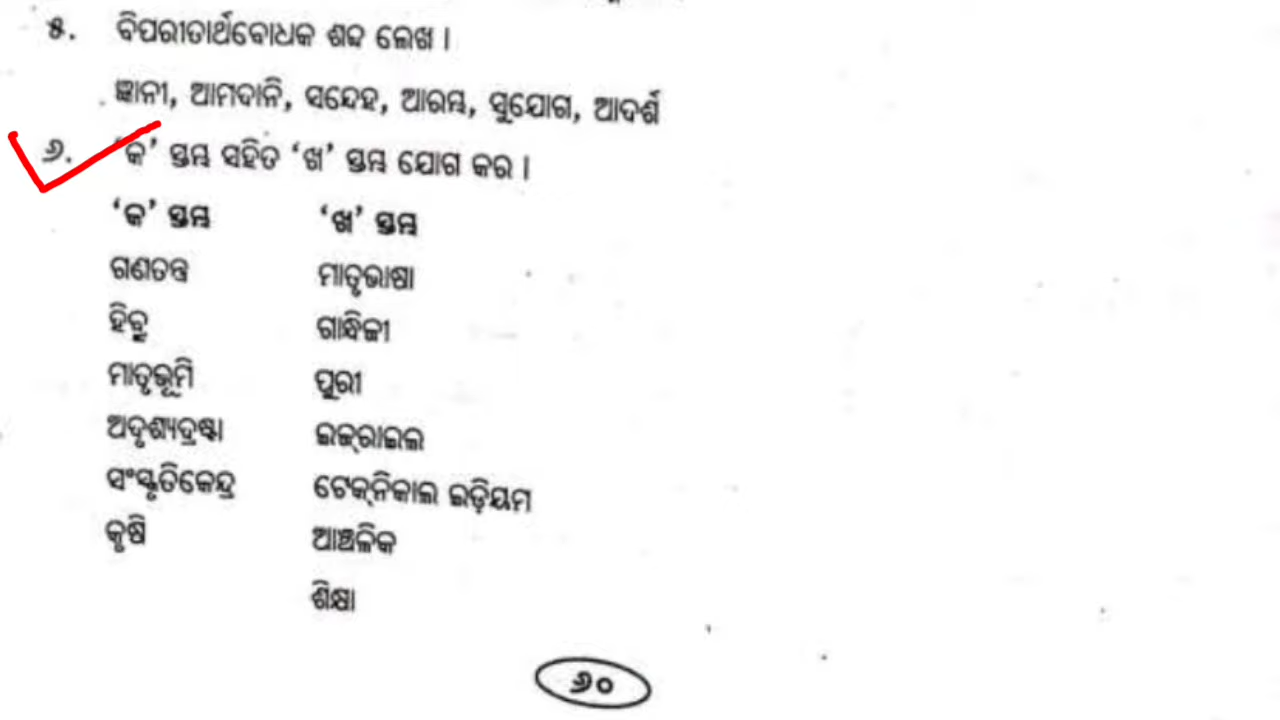 ୫. ବିପରୀତାର୍ଥବୋଧକ ଶବ୍ଦ ଲେଖ ।
ଜ୍ଞାନୀ, ଆମଦାନି, ସନ୍ଦେହ, ଆରମ୍ଭ, ସୁଯୋଗ, ଆଦର୍ଶ
୬. ‘କ’ ସ୍ତମ୍ଭ ସହିତ ‘ଖ’ ସ୍ତମ୍ଭ ଯୋଗ କର ।
‘କ’ ସ୍ତମ୍ଭ ‘ଖ’ ସ୍ତମ୍ଭ
ଗଣତନ୍ତ୍ର ମାତୃଭାଷା
ହିବ୍ରୁ ଗାନ୍ଧିଜୀ
ମାତୃଭୂମି ପୁରୀ
ଅଦୃଶ୍ୟଦ୍ରଷ୍ଟା ଇଜ୍‌ରାଇଲ
ସଂସ୍କୃତିକେନ୍ଦ୍ର ଟେକ୍‌ନିକାଲ ଇଡ଼ିୟମ
କୃଷି ଆଞ୍ଚଳିକ
ଶିକ୍ଷା
୬୦